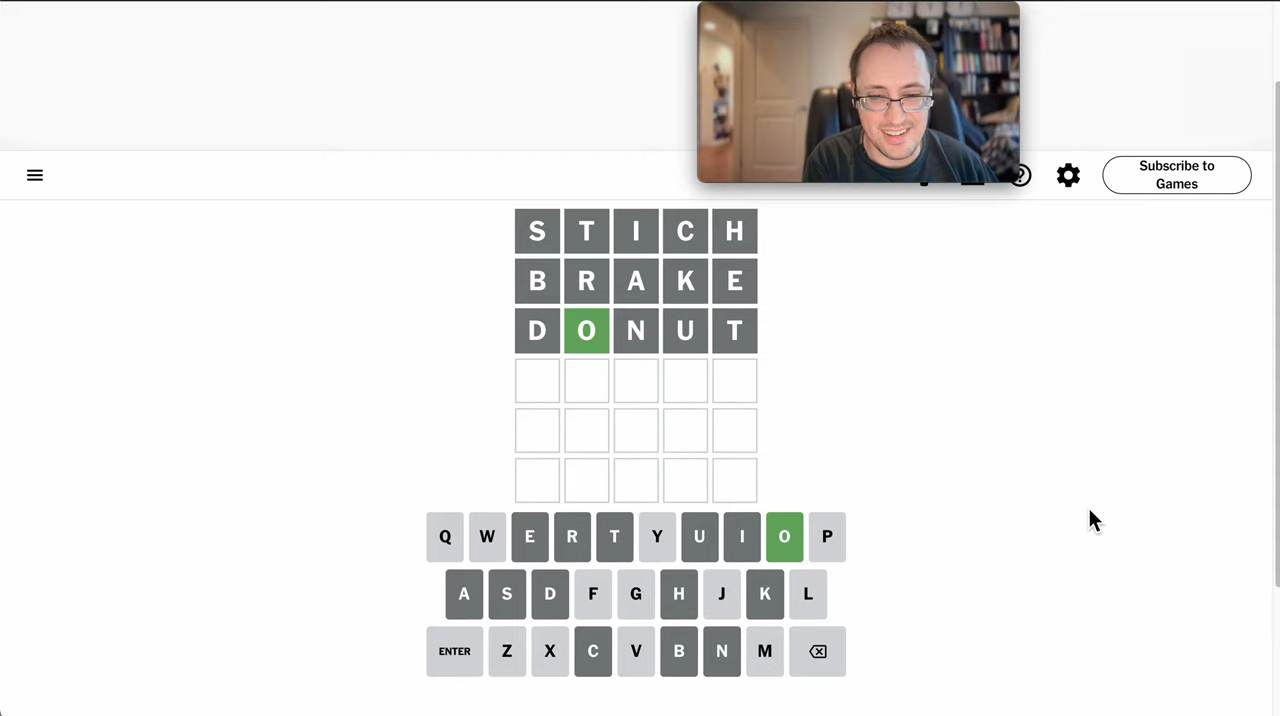 Subscribe to
Games
S T I C H
B R A K E
D O N U T
Q W E R T Y U I O P
A S D F G H J K L
ENTER Z X C V B N M